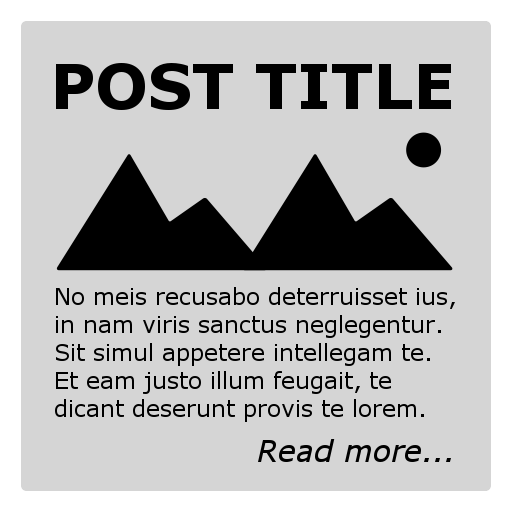 POST TITLE
No meis recusabo deterruisset ius,
in nam viris sanctus neglegentur.
Sit simul appetere intellegam te.
Et eam justo illum feugait, te
dicant deserunt provis te lorem.
Read more...